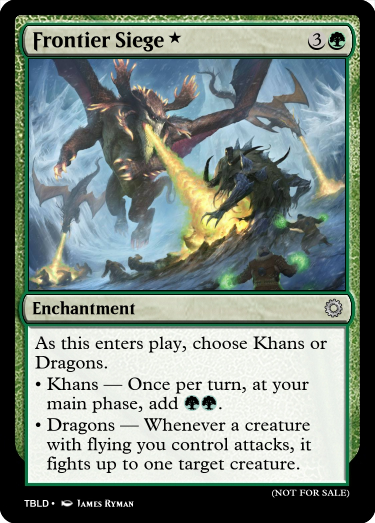 Frontier Siege ★ 3
Enchantment
As this enters play, choose Khans or
Dragons.
• Khans — Once per turn, at your
main phase, add.
• Dragons — Whenever a creature
with flying you control attacks, it
fights up to one target creature.
(NOT FOR SALE)
TBLD • James Ryman